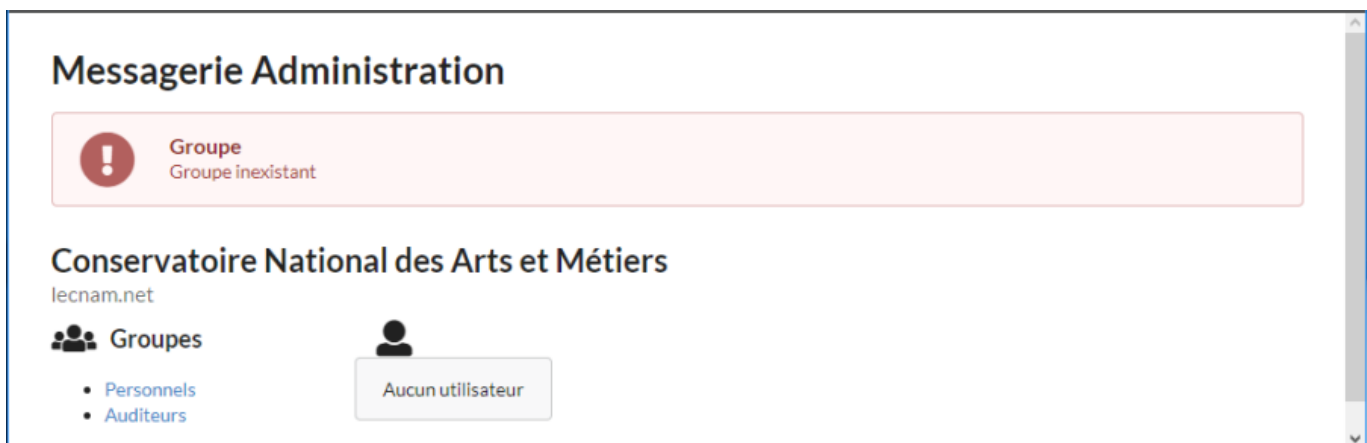 Messagerie Administration
Groupe
Groupe inexistant
Conservatoire National des Arts et Métiers
lecnam.net
Groupes
Personnels
Auditeurs
Aucun utilisateur